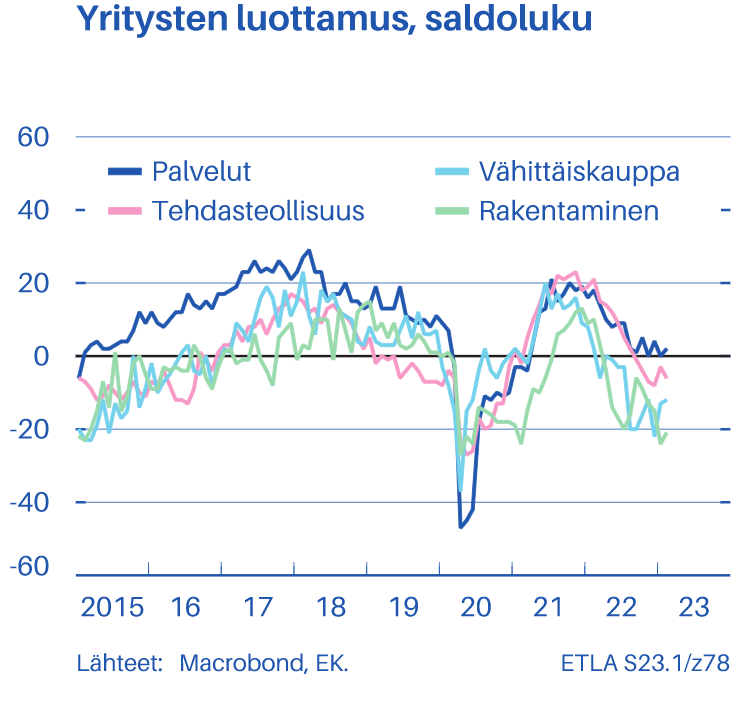 Yritysten luottamus, saldoluku
60
Palvelut Vähittäiskauppa
40 Tehdasteollisuus Rakentaminen
20
0
-20
-40
-60
2015 16 17 18 19 20 21 22 23
Lähteet: Macrobond, EK. ETLA S23.1/z78